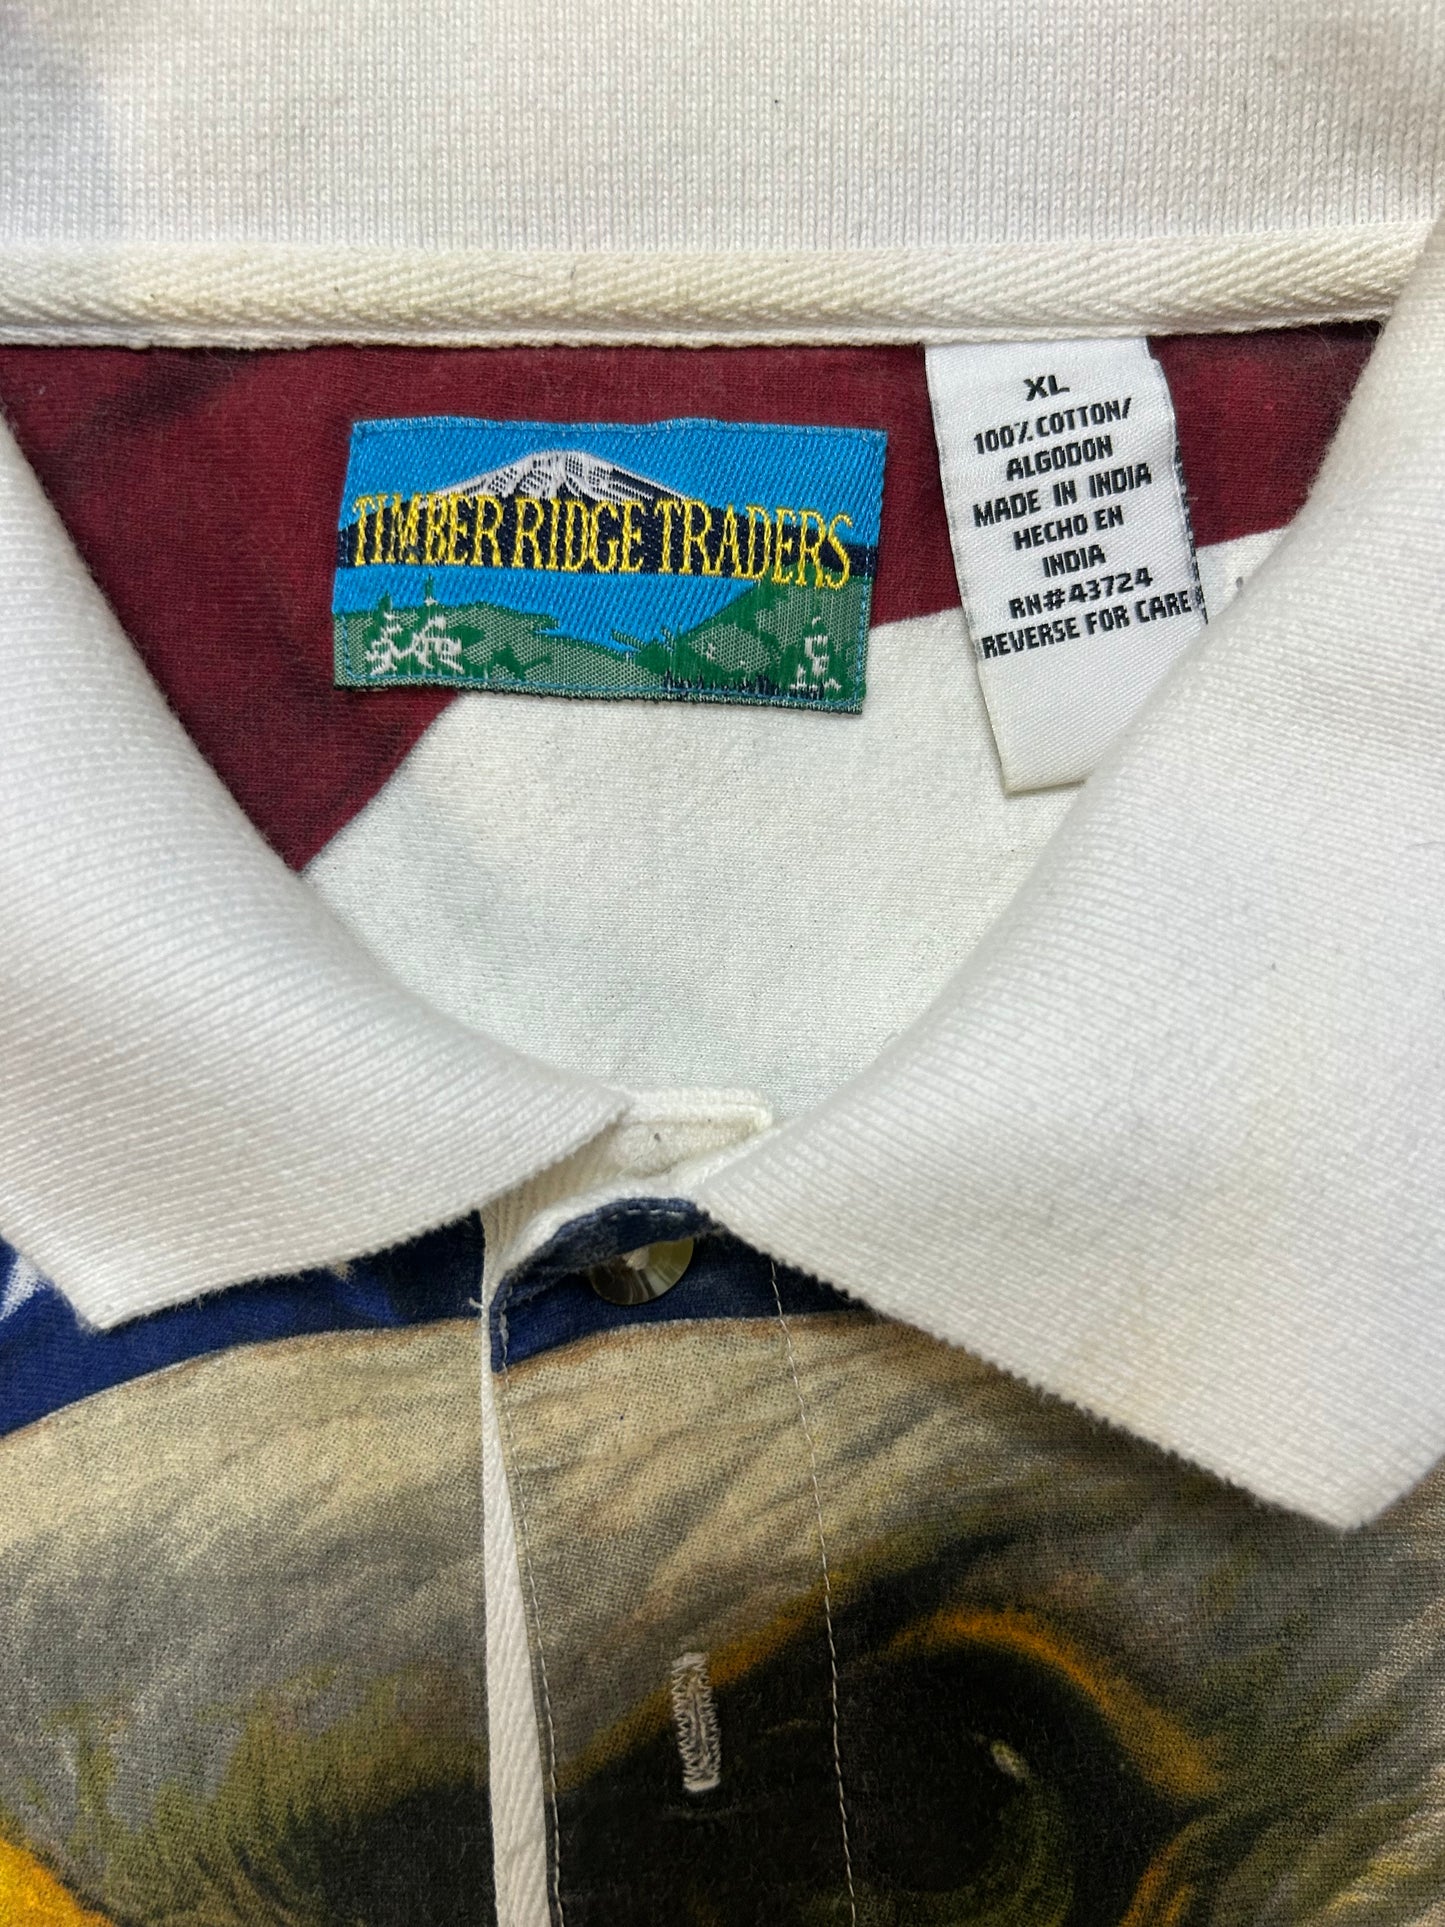 TIMBER RIDGE TRADERS
XL
100% COTTON/
ALGODON
MADE IN INDIA
HECHO EN
INDIA
RN#43724
REVERSE FOR CARE